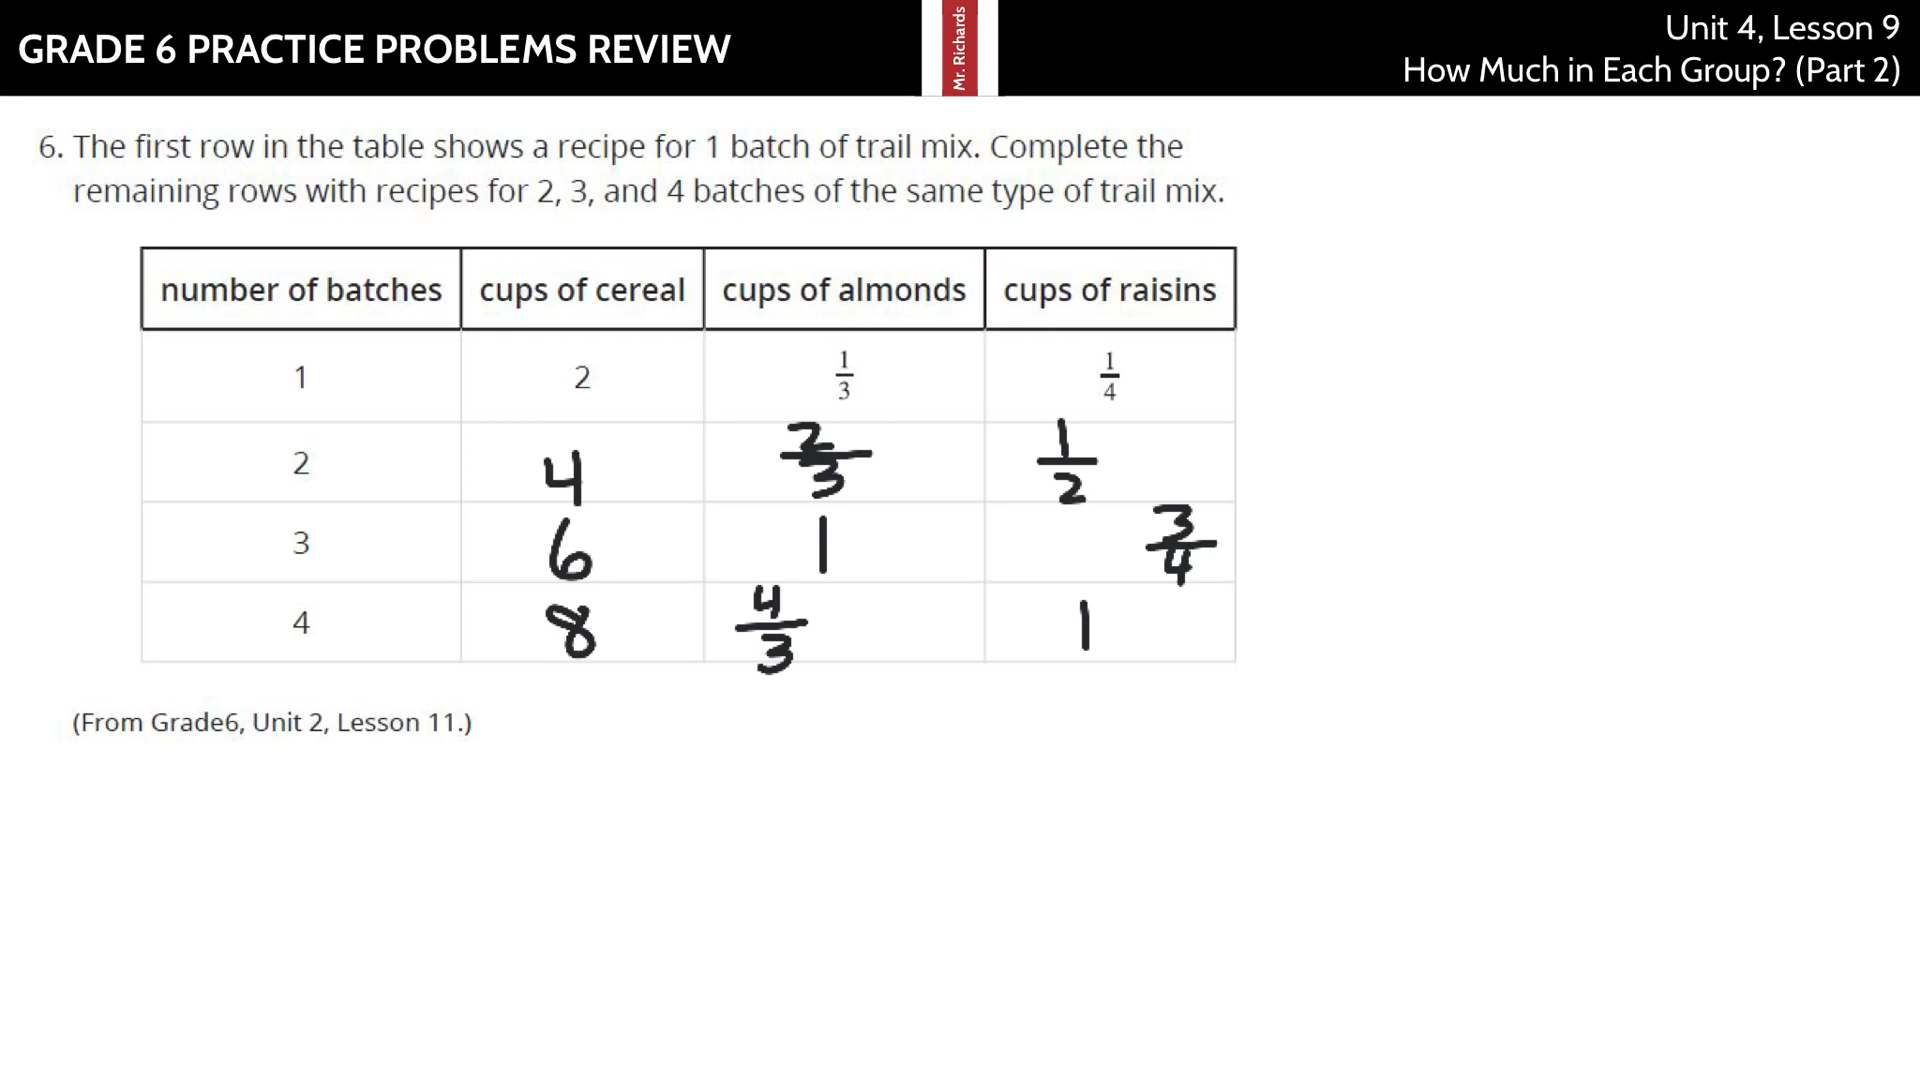 GRADE 6 PRACTICE PROBLEMS REVIEW
Mr. Richards
Unit 4, Lesson 9
How Much in Each Group? (Part 2)
6. The first row in the table shows a recipe for 1 batch of trail mix. Complete the
remaining rows with recipes for 2, 3, and 4 batches of the same type of trail mix.
number of batches cups of cereal cups of almonds cups of raisins
1 2 1/3 1/4
2 4 2/3 1/2
3 6 1 3/4
4 8 4/3 1
(From Grade6, Unit 2, Lesson 11.)